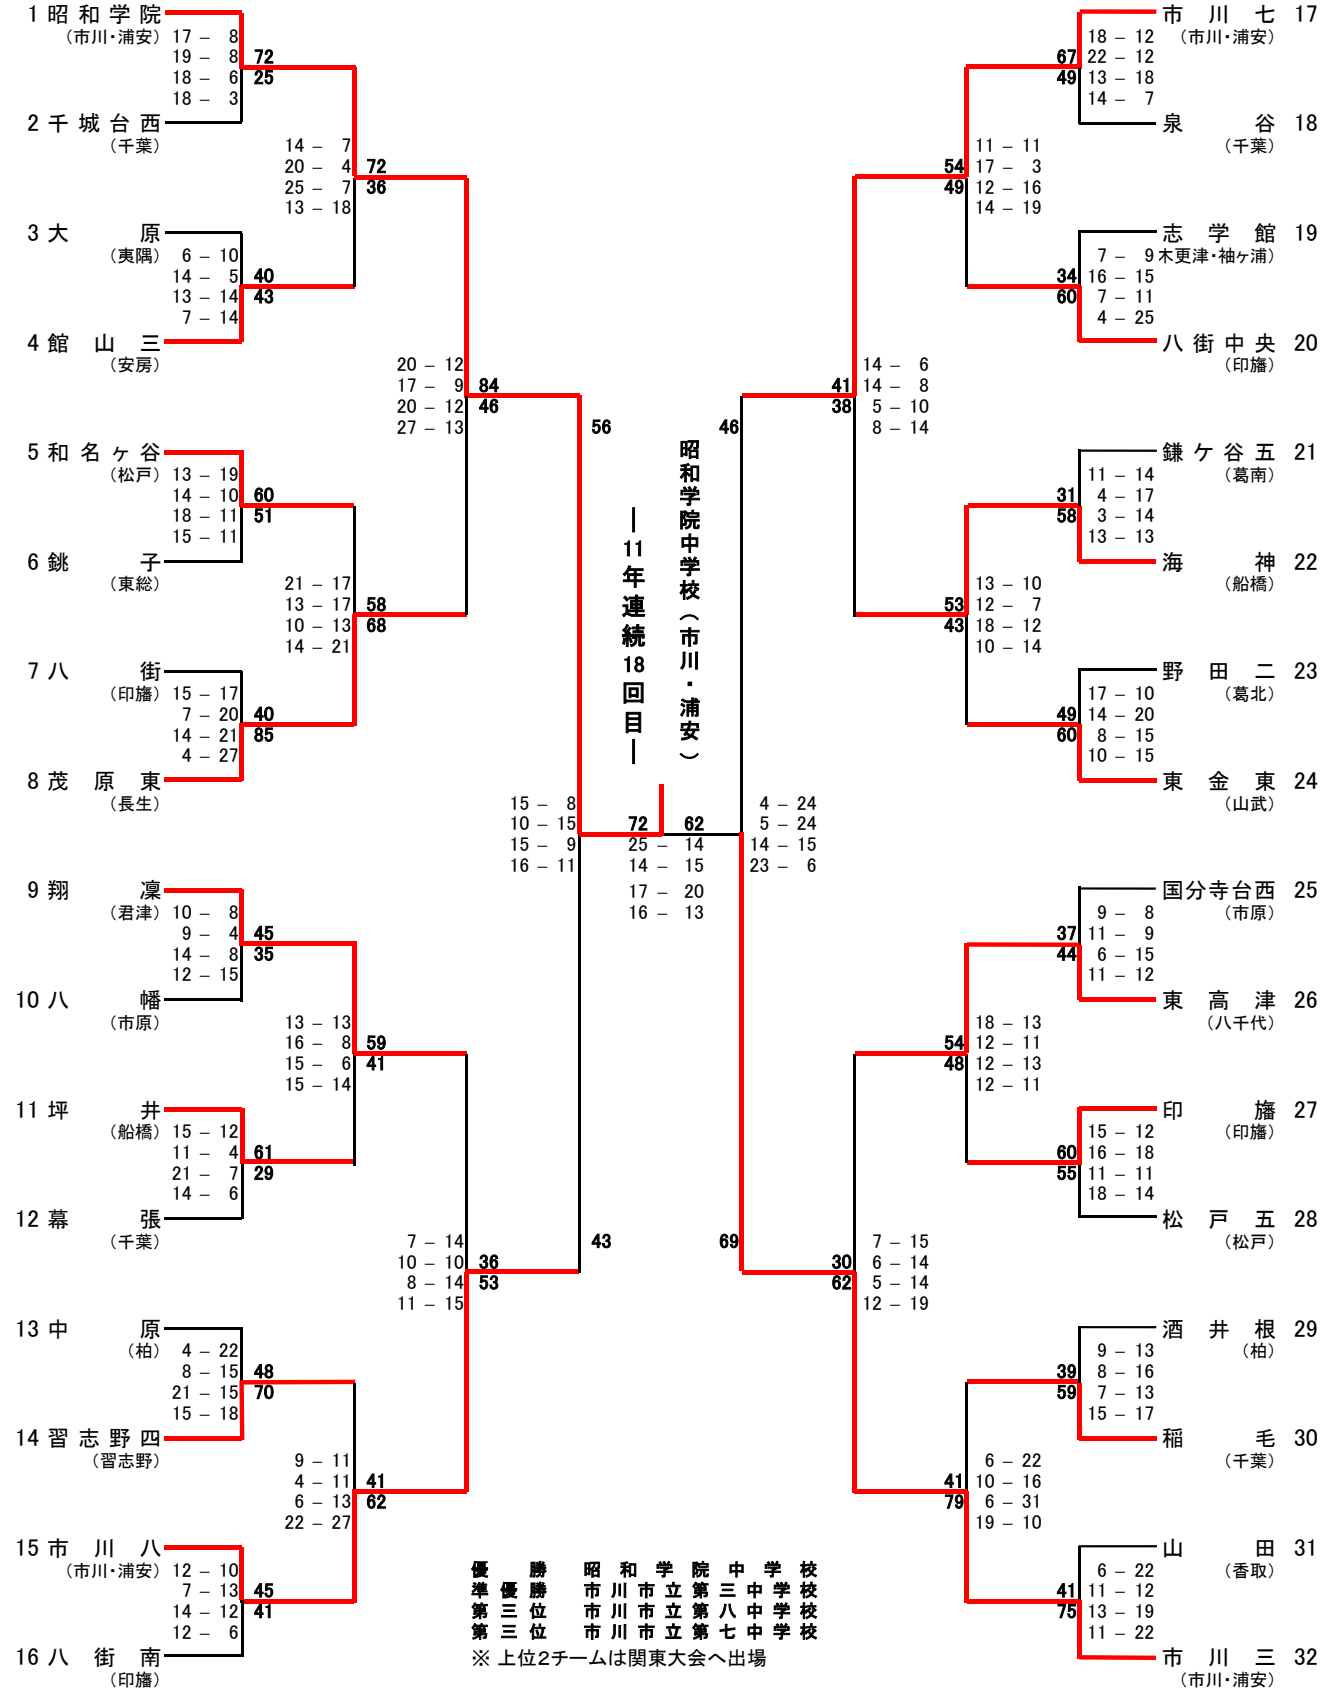 1 昭和学院
（市川・浦安）
17 – 8
19 – 8
18 – 6
18 – 3
72
25
2 千城台西
（千葉）
14 – 7
20 – 4
25 – 7
13 – 18
72
36
3 大原
（夷隅）
6 – 10
14 – 5
13 – 14
7 – 14
40
43
4 館山三
（安房）
20 – 12
17 – 9
20 – 12
27 – 13
84
46
5 和名ヶ谷
（松戸）
13 – 19
14 – 10
18 – 11
15 – 11
60
51
6 銚子
（東総）
21 – 17
13 – 17
10 – 13
14 – 21
58
68
7 八街
（印旛）
15 – 17
7 – 20
14 – 21
4 – 27
40
85
8 茂原東
（長生）
15 – 8
10 – 15
15 – 9
16 – 11
56
43
9 翔凜
（君津）
10 – 8
9 – 4
14 – 8
12 – 15
45
35
10 八幡
（市原）
13 – 13
16 – 8
15 – 6
15 – 14
59
41
11 坪井
（船橋）
15 – 12
11 – 4
21 – 7
14 – 6
61
29
12 幕張
（千葉）
7 – 14
10 – 10
8 – 14
11 – 15
36
53
13 中原
（柏）
4 – 22
8 – 15
21 – 15
15 – 18
48
70
14 習志野四
（習志野）
9 – 11
4 – 11
6 – 13
22 – 27
41
62
15 市川八
（市川・浦安）
12 – 10
7 – 13
14 – 12
12 – 6
45
41
16 八街南
（印旛）
昭和学院中学校（市川・浦安）
―11年連続18回目―
72 62
25 – 14
14 – 15
17 – 20
16 – 13
市川七 17
（市川・浦安）
18 – 12
22 – 12
13 – 18
14 – 7
67
49
泉谷 18
（千葉）
11 – 11
17 – 3
12 – 16
14 – 19
54
49
志学館 19
木更津・袖ヶ浦）
7 – 9
16 – 15
7 – 11
4 – 25
34
60
八街中央 20
（印旛）
14 – 6
14 – 8
5 – 10
8 – 14
41
38
鎌ケ谷五 21
（葛南）
11 – 14
4 – 17
3 – 14
13 – 13
31
58
海神 22
（船橋）
13 – 10
12 – 7
18 – 12
10 – 14
53
43
野田二 23
（葛北）
17 – 10
14 – 20
8 – 15
10 – 15
49
60
東金東 24
（山武）
4 – 24
5 – 24
14 – 15
23 – 6
46
69
国分寺台西 25
（市原）
9 – 8
11 – 9
6 – 15
11 – 12
37
44
東高津 26
（八千代）
18 – 13
12 – 11
12 – 13
12 – 11
54
48
印旛 27
（印旛）
15 – 12
16 – 18
11 – 11
18 – 14
60
55
松戸五 28
（松戸）
7 – 15
6 – 14
5 – 14
12 – 19
30
62
酒井根 29
（柏）
9 – 13
8 – 16
7 – 13
15 – 17
39
59
稲毛 30
（千葉）
6 – 22
10 – 16
6 – 31
19 – 10
41
79
山田 31
（香取）
6 – 22
11 – 12
13 – 19
11 – 22
41
75
市川三 32
（市川・浦安）
優勝 昭和学院中学校
準優勝 市川市立第三中学校
第三位 市川市立第八中学校
第三位 市川市立第七中学校
※ 上位2チームは関東大会へ出場